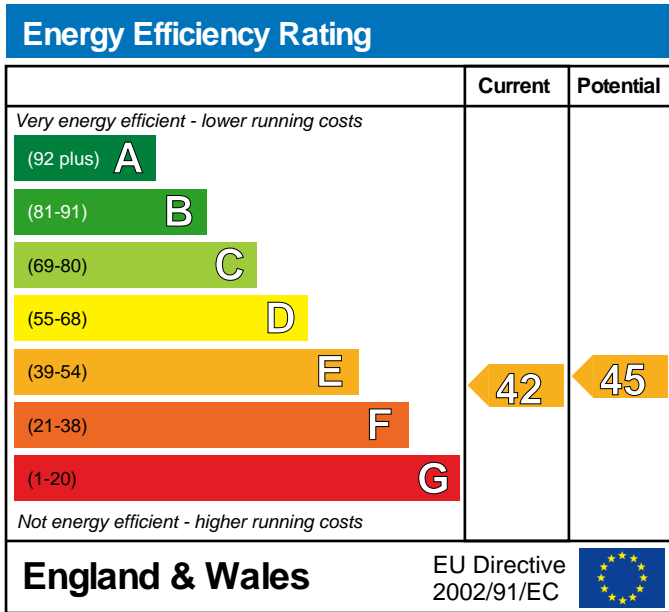 Energy Efficiency Rating
Current Potential
Very energy efficient - lower running costs
(92 plus) A
(81-91) B
(69-80) C
(55-68) D
(39-54) E
42 45
(21-38) F
(1-20) G
Not energy efficient - higher running costs
England & Wales
EU Directive
2002/91/EC